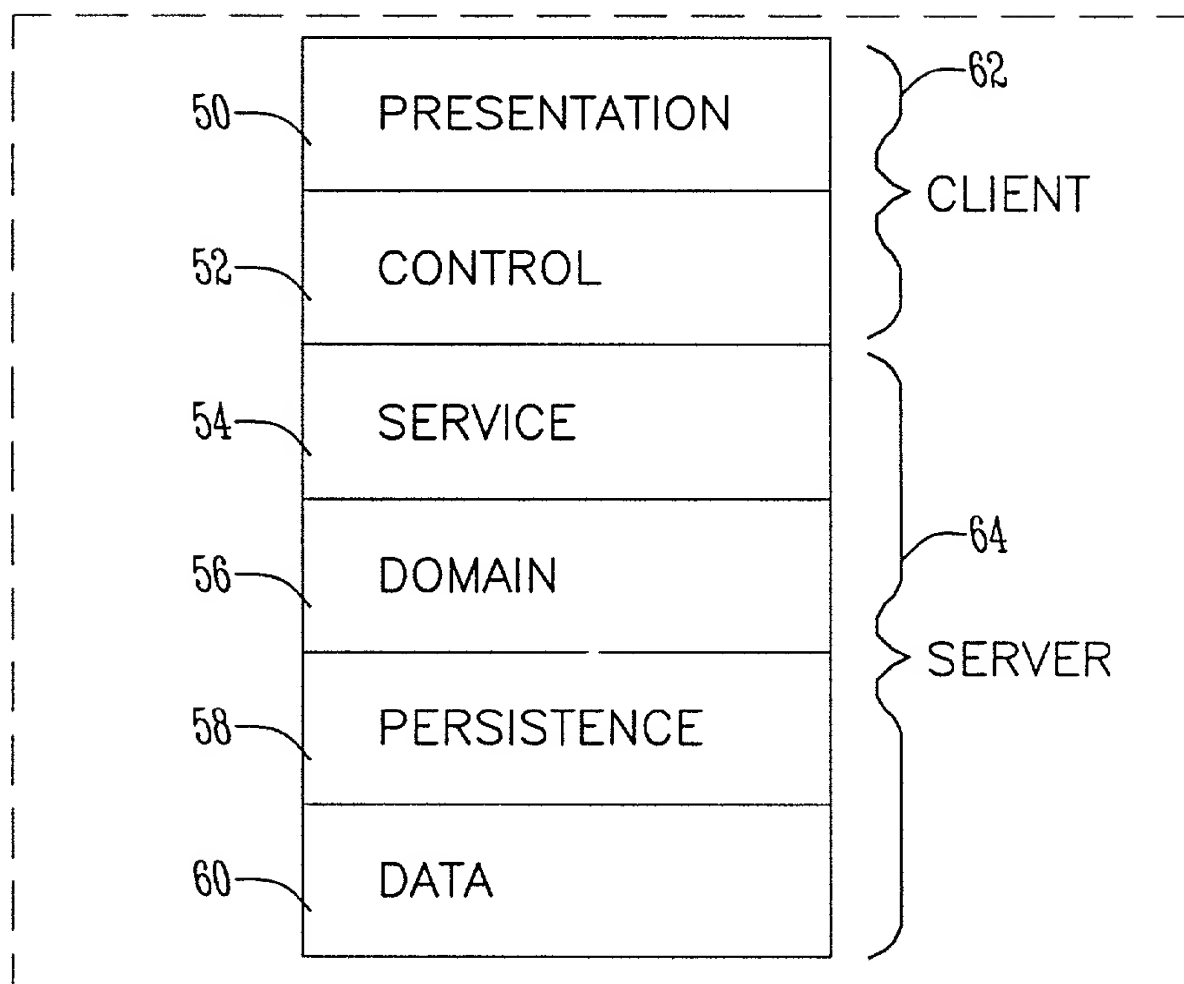 62
50 PRESENTATION
CLIENT
52 CONTROL
54 SERVICE
64
56 DOMAIN
SERVER
58 PERSISTENCE
60 DATA